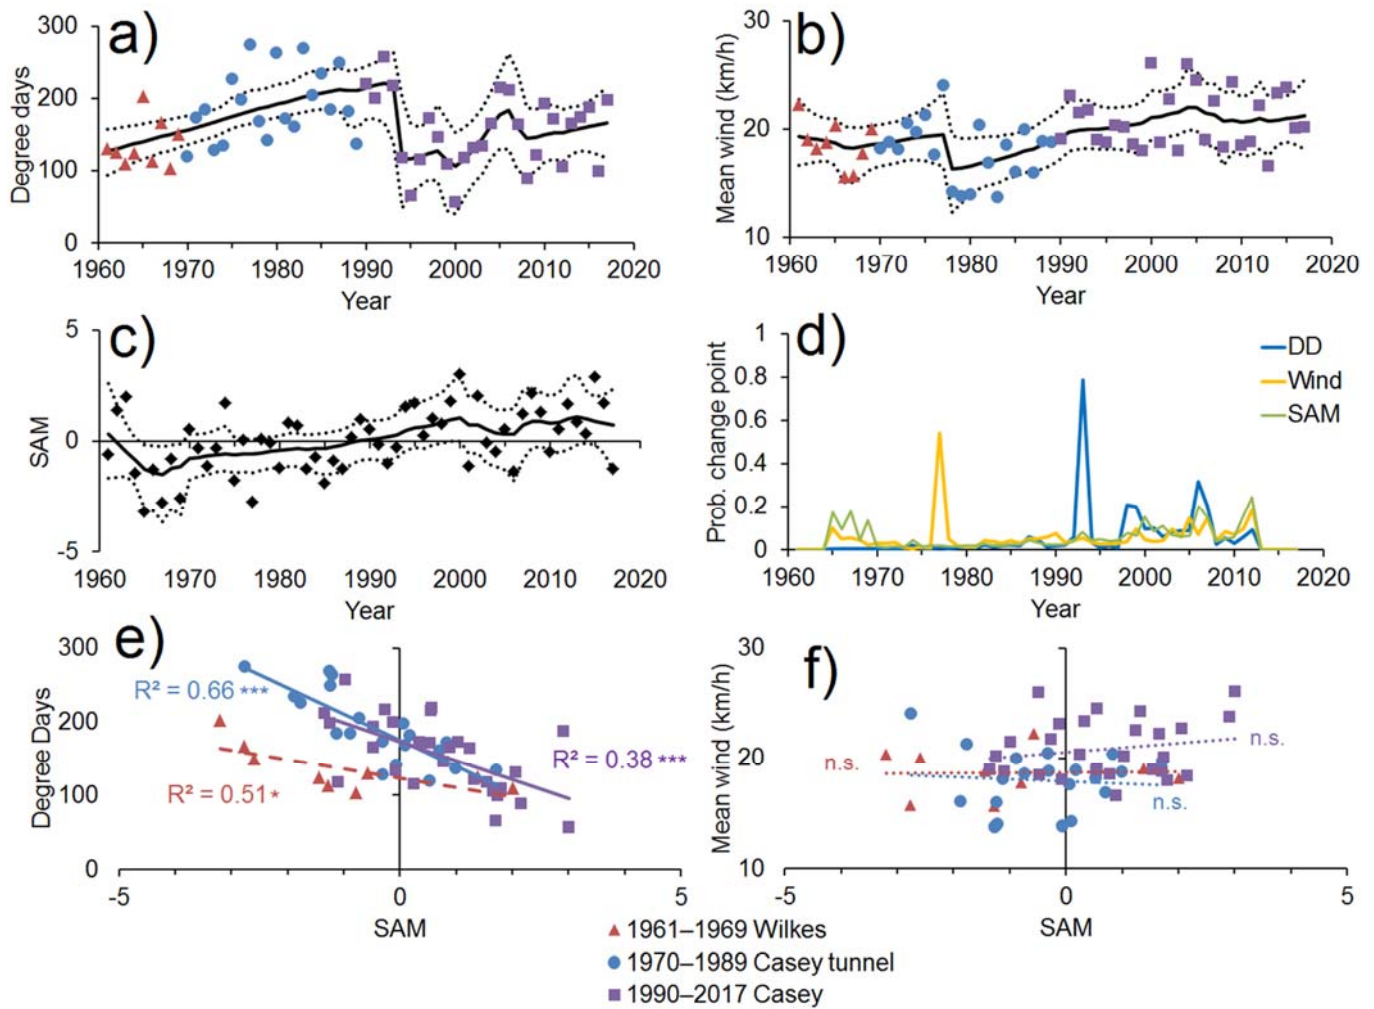 a)
Degree days
300
200
100
0
1960 1970 1980 1990 2000 2010 2020
Year
b)
Mean wind (km/h)
30
20
10
1960 1970 1980 1990 2000 2010 2020
Year
c)
SAM
5
0
-5
1960 1970 1980 1990 2000 2010 2020
Year
d)
Prob. change point
1
0.8
0.6
0.4
0.2
0
DD
Wind
SAM
1960 1970 1980 1990 2000 2010 2020
Year
e)
Degree Days
300
200
100
0
R² = 0.66 ***
R² = 0.38 ***
R² = 0.51 *
-5 0 5
SAM
f)
Mean wind (km/h)
30
20
10
n.s.
n.s.
n.s.
-5 0 5
SAM
1961–1969 Wilkes
1970–1989 Casey tunnel
1990–2017 Casey